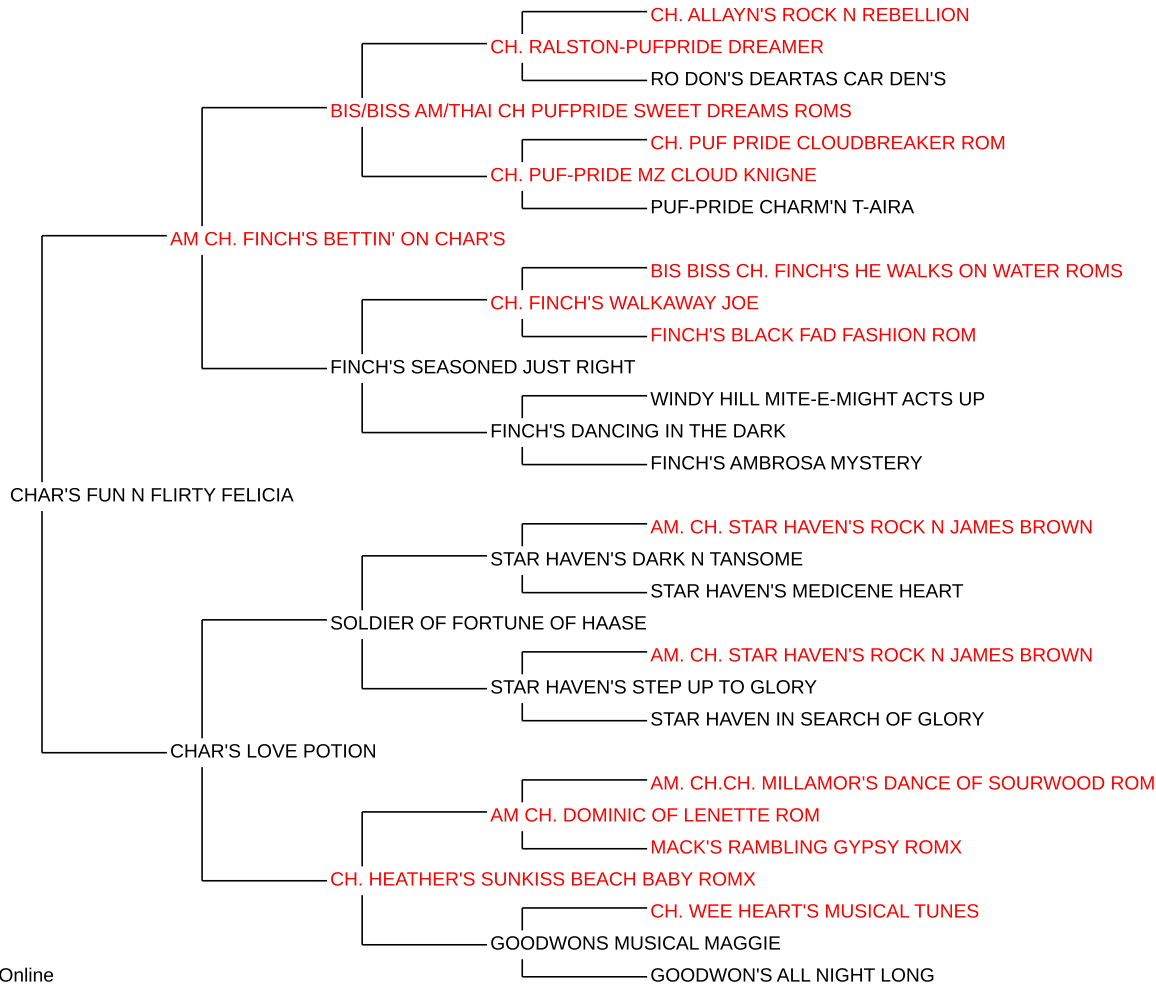 CH. ALLAYN'S ROCK N REBELLION
CH. RALSTON-PUFPRIDE DREAMER
RO DON'S DEARTAS CAR DEN'S
BIS/BISS AM/THAI CH PUFPRIDE SWEET DREAMS ROMS
CH. PUF PRIDE CLOUDBREAKER ROM
CH. PUF-PRIDE MZ CLOUD KNIGNE
PUF-PRIDE CHARM'N T-AIRA
AM CH. FINCH'S BETTIN' ON CHAR'S
BIS BISS CH. FINCH'S HE WALKS ON WATER ROMS
CH. FINCH'S WALKAWAY JOE
FINCH'S BLACK FAD FASHION ROM
FINCH'S SEASONED JUST RIGHT
WINDY HILL MITE-E-MIGHT ACTS UP
FINCH'S DANCING IN THE DARK
FINCH'S AMBROSA MYSTERY
CHAR'S FUN N FLIRTY FELICIA
AM. CH. STAR HAVEN'S ROCK N JAMES BROWN
STAR HAVEN'S DARK N TANSOME
STAR HAVEN'S MEDICENE HEART
SOLDIER OF FORTUNE OF HAASE
AM. CH. STAR HAVEN'S ROCK N JAMES BROWN
STAR HAVEN'S STEP UP TO GLORY
STAR HAVEN IN SEARCH OF GLORY
CHAR'S LOVE POTION
AM. CH.CH. MILLAMOR'S DANCE OF SOURWOOD ROM
AM CH. DOMINIC OF LENETTE ROM
MACK'S RAMBLING GYPSY ROMX
CH. HEATHER'S SUNKISS BEACH BABY ROMX
CH. WEE HEART'S MUSICAL TUNES
GOODWONS MUSICAL MAGGIE
GOODWON'S ALL NIGHT LONG
Online